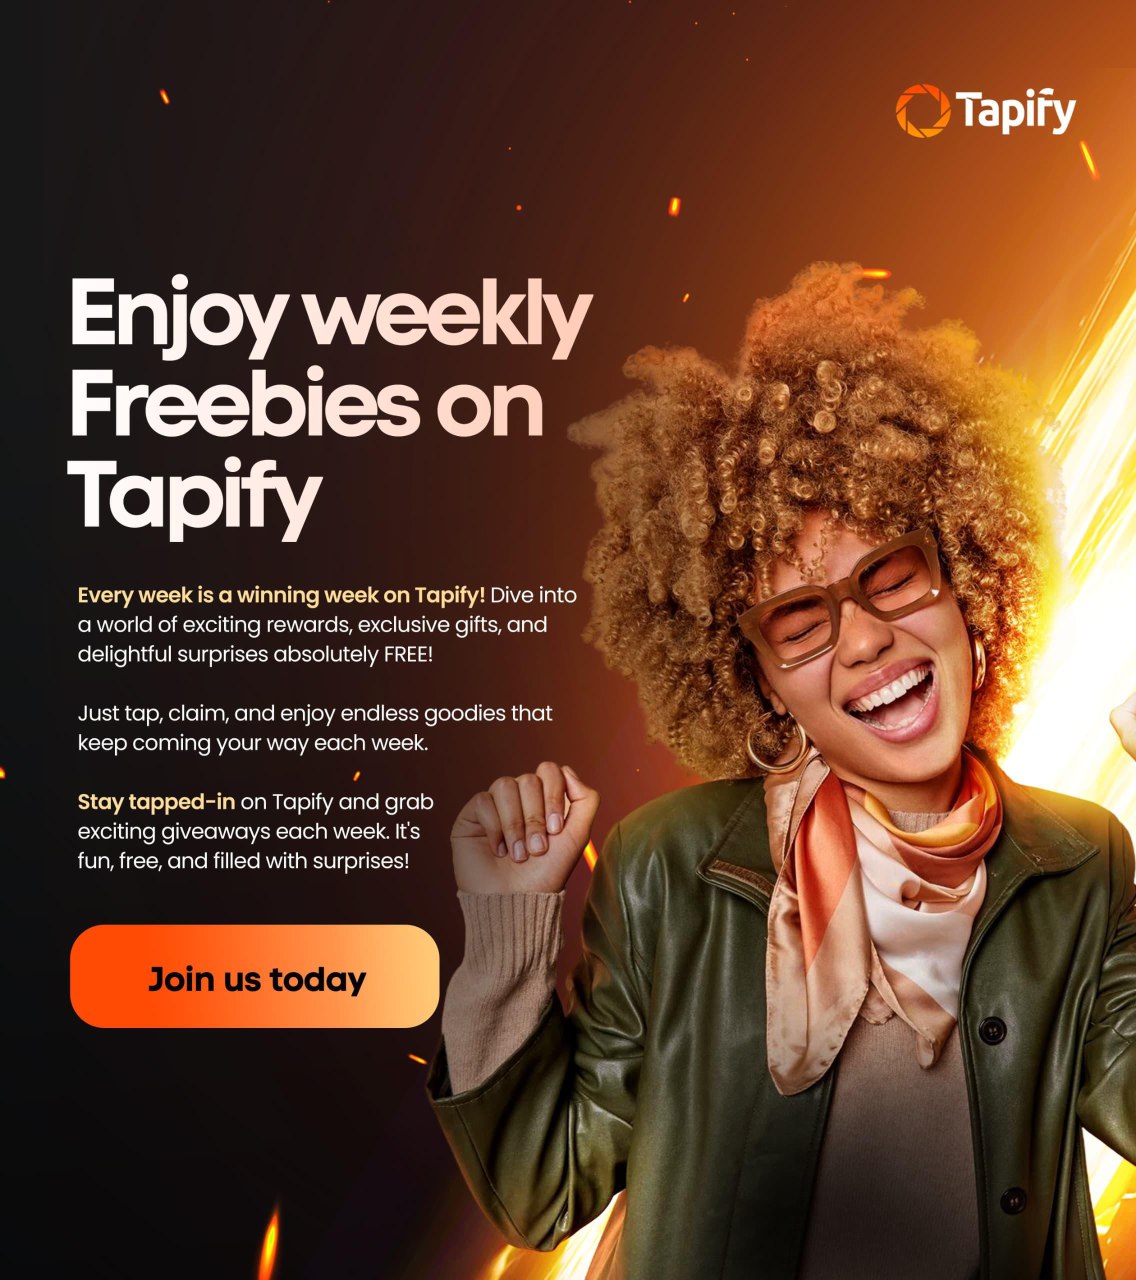 Tapify
Enjoy weekly
Freebies on
Tapify
Every week is a winning week on Tapify! Dive into
a world of exciting rewards, exclusive gifts, and
delightful surprises absolutely FREE!
Just tap, claim, and enjoy endless goodies that
keep coming your way each week.
Stay tapped-in on Tapify and grab
exciting giveaways each week. It's
fun, free, and filled with surprises!
Join us today